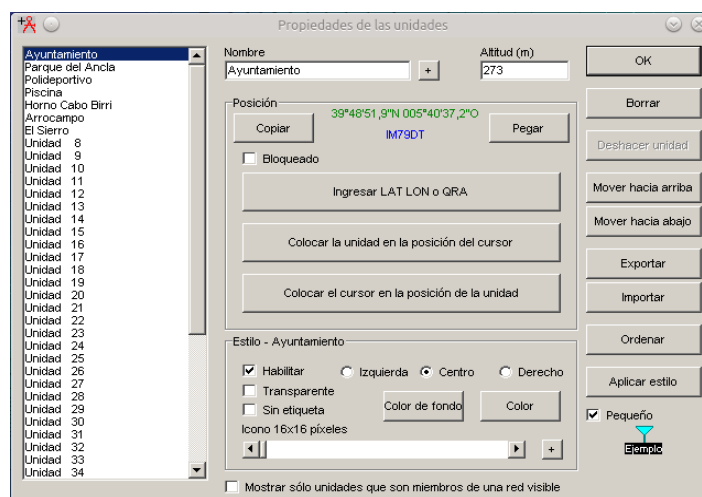 Propiedades de las unidades
Ayuntamiento
Parque del Ancla
Polideportivo
Piscina
Horno Cabo Birri
Arrocampo
El Sierro
Unidad 8
Unidad 9
Unidad 10
Unidad 11
Unidad 12
Unidad 13
Unidad 14
Unidad 15
Unidad 16
Unidad 17
Unidad 18
Unidad 19
Unidad 20
Unidad 21
Unidad 22
Unidad 23
Unidad 24
Unidad 25
Unidad 26
Unidad 27
Unidad 28
Unidad 29
Unidad 30
Unidad 31
Unidad 32
Unidad 33
Unidad 34
Nombre
Ayuntamiento
+
Altitud (m)
273
Posición
Copiar
39°48'51,9"N 005°40'37,2"O
IM79DT
Pegar
Bloqueado
Ingresar LAT LON o QRA
Colocar la unidad en la posición del cursor
Colocar el cursor en la posición de la unidad
Estilo - Ayuntamiento
Habilitar
Izquierda
Centro
Derecho
Transparente
Sin etiqueta
Color de fondo
Color
Icono 16x16 píxeles
+
Mostrar sólo unidades que son miembros de una red visible
OK
Borrar
Deshacer unidad
Mover hacia arriba
Mover hacia abajo
Exportar
Importar
Ordenar
Aplicar estilo
Pequeño
Ejemplo